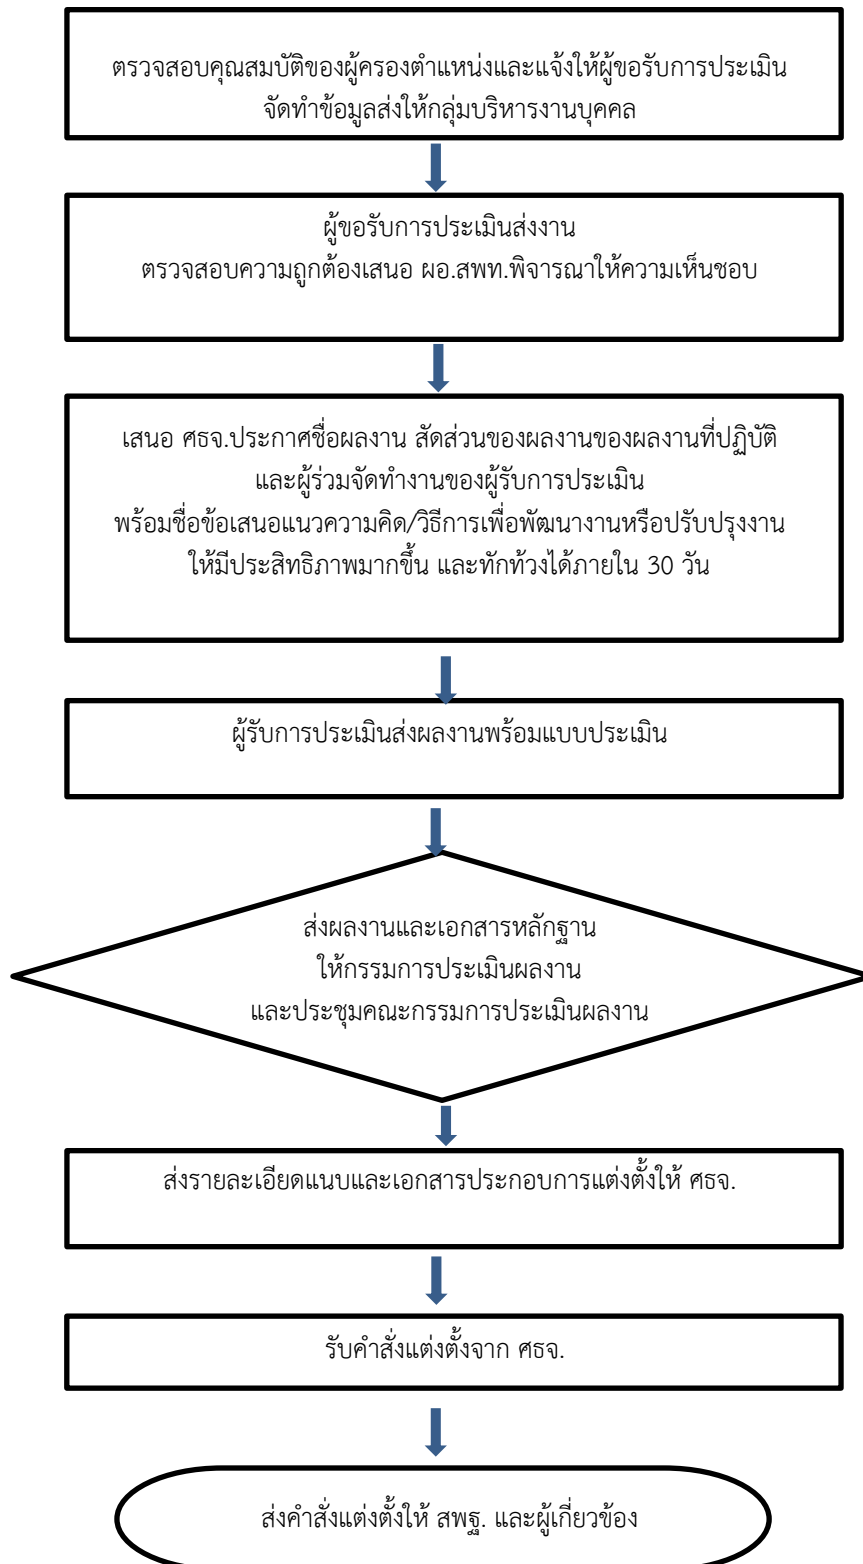 ตรวจสอบคุณสมบัติของผู้ครองตำแหน่งและแจ้งให้ผู้ขอรับการประเมิน
จัดทำข้อมูลส่งให้กลุ่มบริหารงานบุคคล
ผู้ขอรับการประเมินส่งงาน
ตรวจสอบความถูกต้องเสนอ ผอ.สพท.พิจารณาให้ความเห็นชอบ
เสนอ ศธจ.ประกาศชื่อผลงาน สัดส่วนของผลงานของผลงานที่ปฏิบัติ
และผู้ร่วมจัดทำงานของผู้รับการประเมิน
พร้อมชื่อข้อเสนอแนวความคิด/วิธีการเพื่อพัฒนางานหรือปรับปรุงงาน
ให้มีประสิทธิภาพมากขึ้น และทักท้วงได้ภายใน 30 วัน
ผู้รับการประเมินส่งผลงานพร้อมแบบประเมิน
ส่งผลงานและเอกสารหลักฐาน
ให้กรรมการประเมินผลงาน
และประชุมคณะกรรมการประเมินผลงาน
ส่งรายละเอียดแนบและเอกสารประกอบการแต่งตั้งให้ ศธจ.
รับคำสั่งแต่งตั้งจาก ศธจ.
ส่งคำสั่งแต่งตั้งให้ สพฐ. และผู้เกี่ยวข้อง